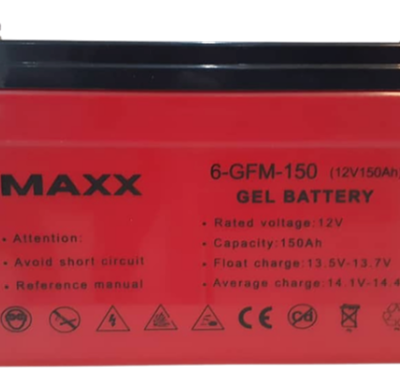 MAXX
6-GFM-150 (12V150Ah)
GEL BATTERY
• Attention:
• Avoid short circuit
• Reference manual
• Rated voltage:12V
• Capacity:150Ah
• Float charge:13.5V-13.7V
• Average charge:14.1V-14.4
CE
Cd